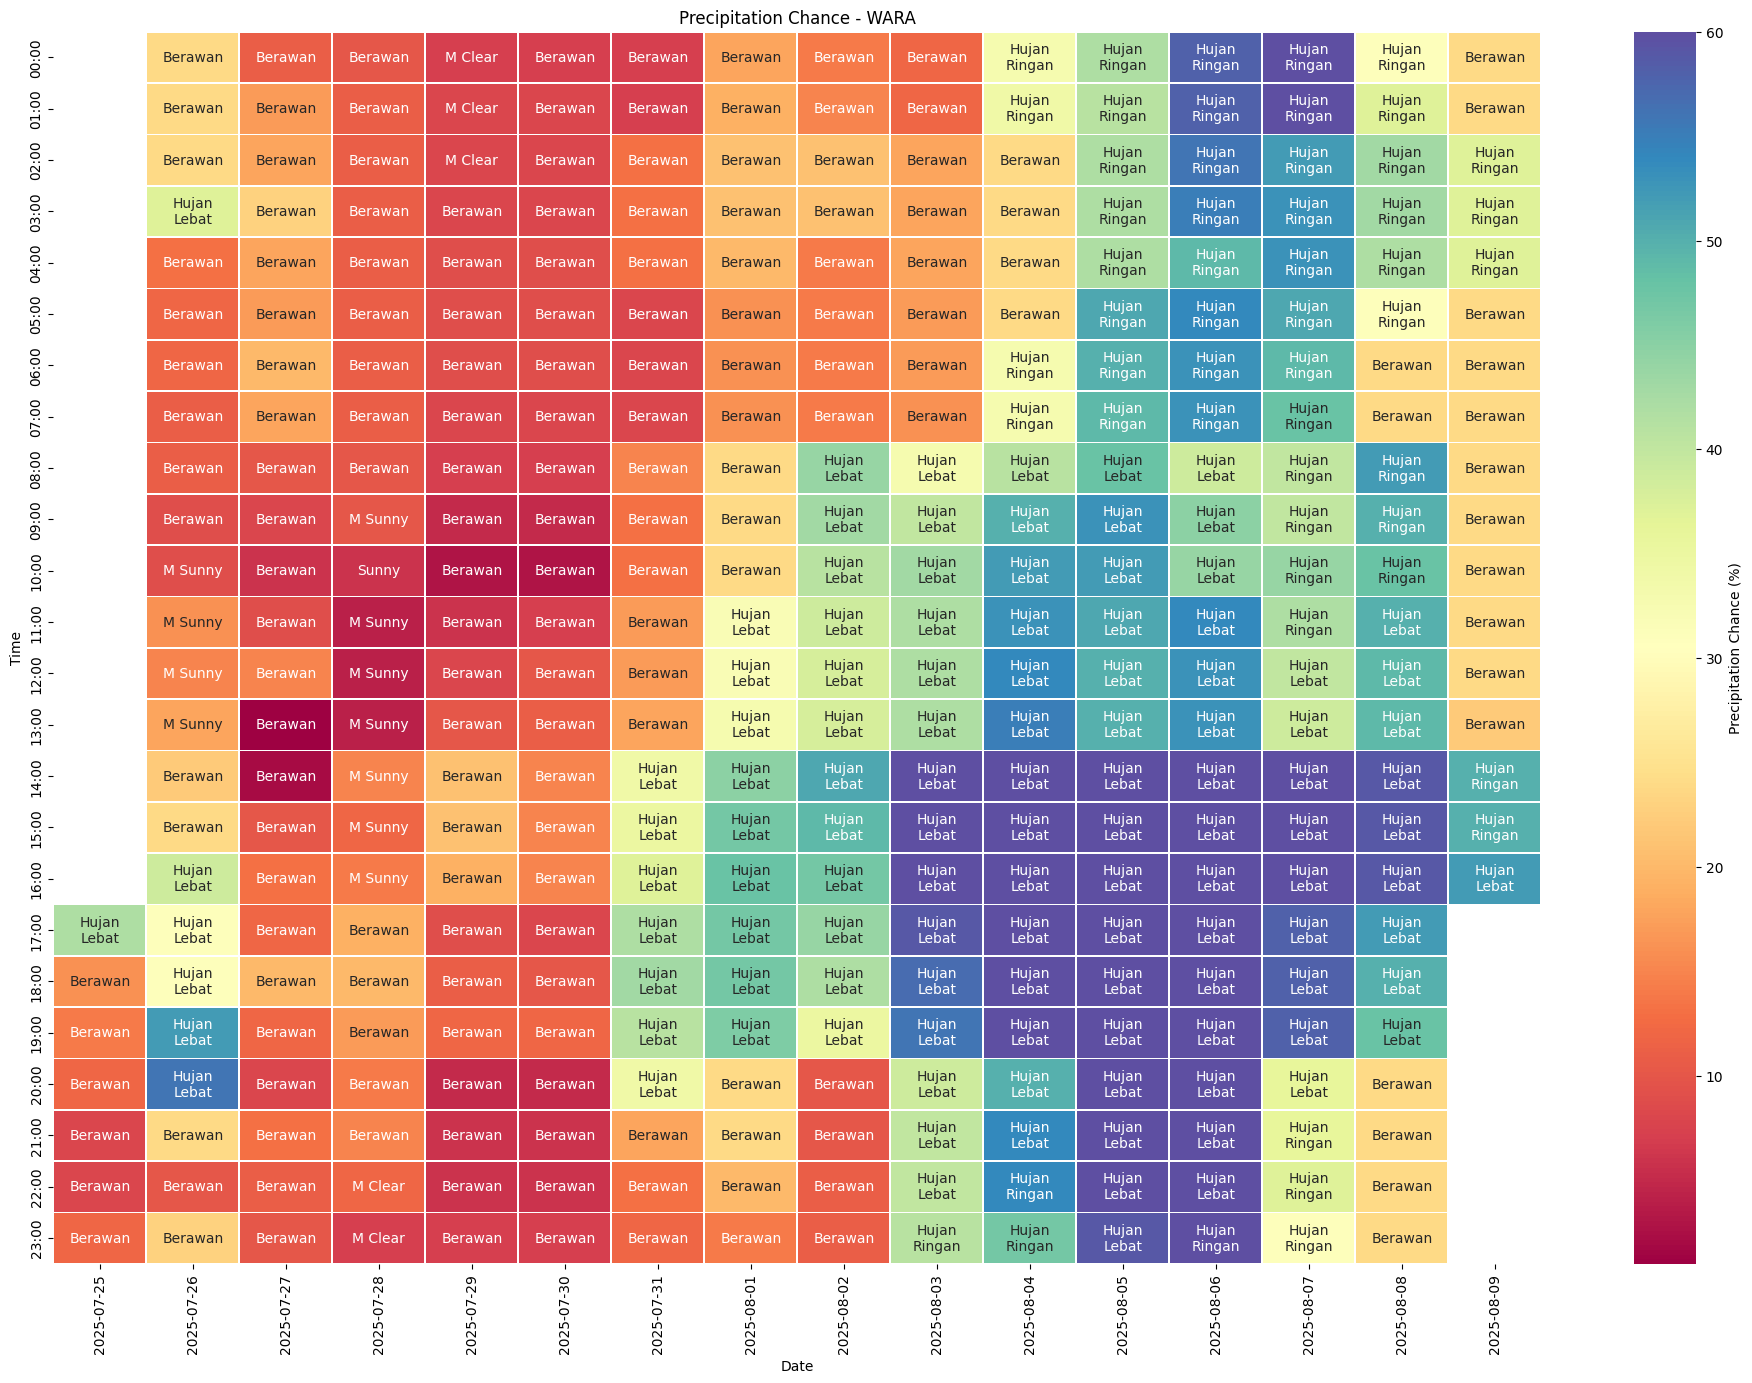 Precipitation Chance - WARA
00:00 Berawan Berawan Berawan M Clear Berawan Berawan Berawan Berawan Berawan Hujan Ringan Hujan Ringan Hujan Ringan Hujan Ringan Hujan Ringan Berawan
01:00 Berawan Berawan Berawan M Clear Berawan Berawan Berawan Berawan Berawan Hujan Ringan Hujan Ringan Hujan Ringan Hujan Ringan Hujan Ringan Berawan
02:00 Berawan Berawan Berawan M Clear Berawan Berawan Berawan Berawan Berawan Berawan Hujan Ringan Hujan Ringan Hujan Ringan Hujan Ringan Hujan Ringan
03:00 Hujan Lebat Berawan Berawan Berawan Berawan Berawan Berawan Berawan Berawan Berawan Hujan Ringan Hujan Ringan Hujan Ringan Hujan Ringan Hujan Ringan
04:00 Berawan Berawan Berawan Berawan Berawan Berawan Berawan Berawan Berawan Berawan Hujan Ringan Hujan Ringan Hujan Ringan Hujan Ringan Hujan Ringan
05:00 Berawan Berawan Berawan Berawan Berawan Berawan Berawan Berawan Berawan Berawan Hujan Ringan Hujan Ringan Hujan Ringan Hujan Ringan Berawan
06:00 Berawan Berawan Berawan Berawan Berawan Berawan Berawan Berawan Berawan Hujan Ringan Hujan Ringan Hujan Ringan Hujan Ringan Berawan Berawan
07:00 Berawan Berawan Berawan Berawan Berawan Berawan Berawan Berawan Berawan Hujan Ringan Hujan Ringan Hujan Ringan Hujan Ringan Berawan Berawan
08:00 Berawan Berawan Berawan Berawan Berawan Berawan Berawan Hujan Lebat Hujan Lebat Hujan Lebat Hujan Lebat Hujan Lebat Hujan Ringan Hujan Ringan Berawan
09:00 Berawan Berawan M Sunny Berawan Berawan Berawan Berawan Hujan Lebat Hujan Lebat Hujan Lebat Hujan Lebat Hujan Lebat Hujan Ringan Hujan Ringan Berawan
10:00 M Sunny Berawan Sunny Berawan Berawan Berawan Berawan Hujan Lebat Hujan Lebat Hujan Lebat Hujan Lebat Hujan Lebat Hujan Ringan Hujan Ringan Berawan
11:00 M Sunny Berawan M Sunny Berawan Berawan Berawan Hujan Lebat Hujan Lebat Hujan Lebat Hujan Lebat Hujan Lebat Hujan Lebat Hujan Ringan Hujan Lebat Berawan
12:00 M Sunny Berawan M Sunny Berawan Berawan Berawan Hujan Lebat Hujan Lebat Hujan Lebat Hujan Lebat Hujan Lebat Hujan Lebat Hujan Lebat Hujan Lebat Berawan
13:00 M Sunny Berawan M Sunny Berawan Berawan Berawan Hujan Lebat Hujan Lebat Hujan Lebat Hujan Lebat Hujan Lebat Hujan Lebat Hujan Lebat Hujan Lebat Berawan
14:00 Berawan Berawan M Sunny Berawan Berawan Hujan Lebat Hujan Lebat Hujan Lebat Hujan Lebat Hujan Lebat Hujan Lebat Hujan Lebat Hujan Lebat Hujan Lebat Hujan Ringan
15:00 Berawan Berawan M Sunny Berawan Berawan Hujan Lebat Hujan Lebat Hujan Lebat Hujan Lebat Hujan Lebat Hujan Lebat Hujan Lebat Hujan Lebat Hujan Lebat Hujan Ringan
16:00 Hujan Lebat Berawan M Sunny Berawan Berawan Hujan Lebat Hujan Lebat Hujan Lebat Hujan Lebat Hujan Lebat Hujan Lebat Hujan Lebat Hujan Lebat Hujan Lebat Hujan Lebat
17:00 Hujan Lebat Hujan Lebat Berawan Berawan Berawan Berawan Hujan Lebat Hujan Lebat Hujan Lebat Hujan Lebat Hujan Lebat Hujan Lebat Hujan Lebat Hujan Lebat Hujan Lebat
18:00 Berawan Hujan Lebat Berawan Berawan Berawan Berawan Hujan Lebat Hujan Lebat Hujan Lebat Hujan Lebat Hujan Lebat Hujan Lebat Hujan Lebat Hujan Lebat Hujan Lebat
19:00 Berawan Hujan Lebat Berawan Berawan Berawan Berawan Hujan Lebat Hujan Lebat Hujan Lebat Hujan Lebat Hujan Lebat Hujan Lebat Hujan Lebat Hujan Lebat Hujan Lebat
20:00 Berawan Hujan Lebat Berawan Berawan Berawan Berawan Hujan Lebat Berawan Berawan Hujan Lebat Hujan Lebat Hujan Lebat Hujan Lebat Hujan Lebat Berawan
21:00 Berawan Berawan Berawan Berawan Berawan Berawan Berawan Berawan Berawan Hujan Lebat Hujan Lebat Hujan Lebat Hujan Lebat Hujan Ringan Berawan
22:00 Berawan Berawan Berawan M Clear Berawan Berawan Berawan Berawan Berawan Hujan Lebat Hujan Ringan Hujan Lebat Hujan Lebat Hujan Ringan Berawan
23:00 Berawan Berawan Berawan M Clear Berawan Berawan Berawan Berawan Berawan Hujan Ringan Hujan Ringan Hujan Lebat Hujan Ringan Hujan Ringan Berawan
Time
2025-07-25 2025-07-26 2025-07-27 2025-07-28 2025-07-29 2025-07-30 2025-07-31 2025-08-01 2025-08-02 2025-08-03 2025-08-04 2025-08-05 2025-08-06 2025-08-07 2025-08-08 2025-08-09
Date
60
50
40
30
20
10
Precipitation Chance (%)